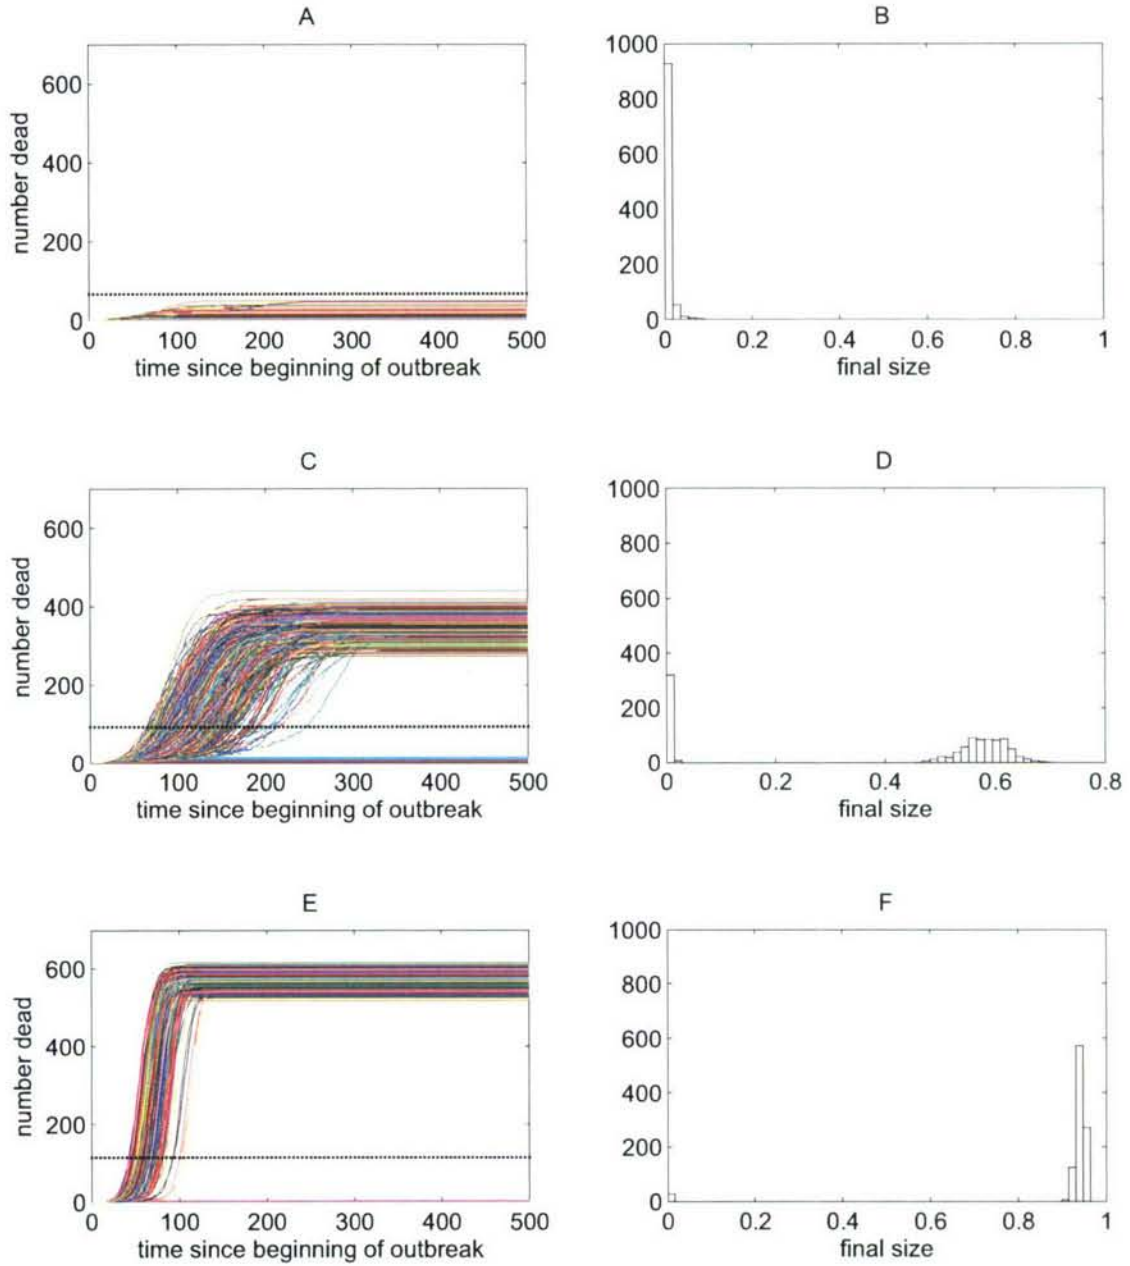 A
B
600
400
200
0
number dead
0 100 200 300 400 500
time since beginning of outbreak
1000
800
600
400
200
0
0 0.2 0.4 0.6 0.8 1
final size
C
D
600
400
200
0
number dead
0 100 200 300 400 500
time since beginning of outbreak
1000
800
600
400
200
0
0 0.2 0.4 0.6 0.8
final size
E
F
600
400
200
0
number dead
0 100 200 300 400 500
time since beginning of outbreak
1000
800
600
400
200
0
0 0.2 0.4 0.6 0.8 1
final size